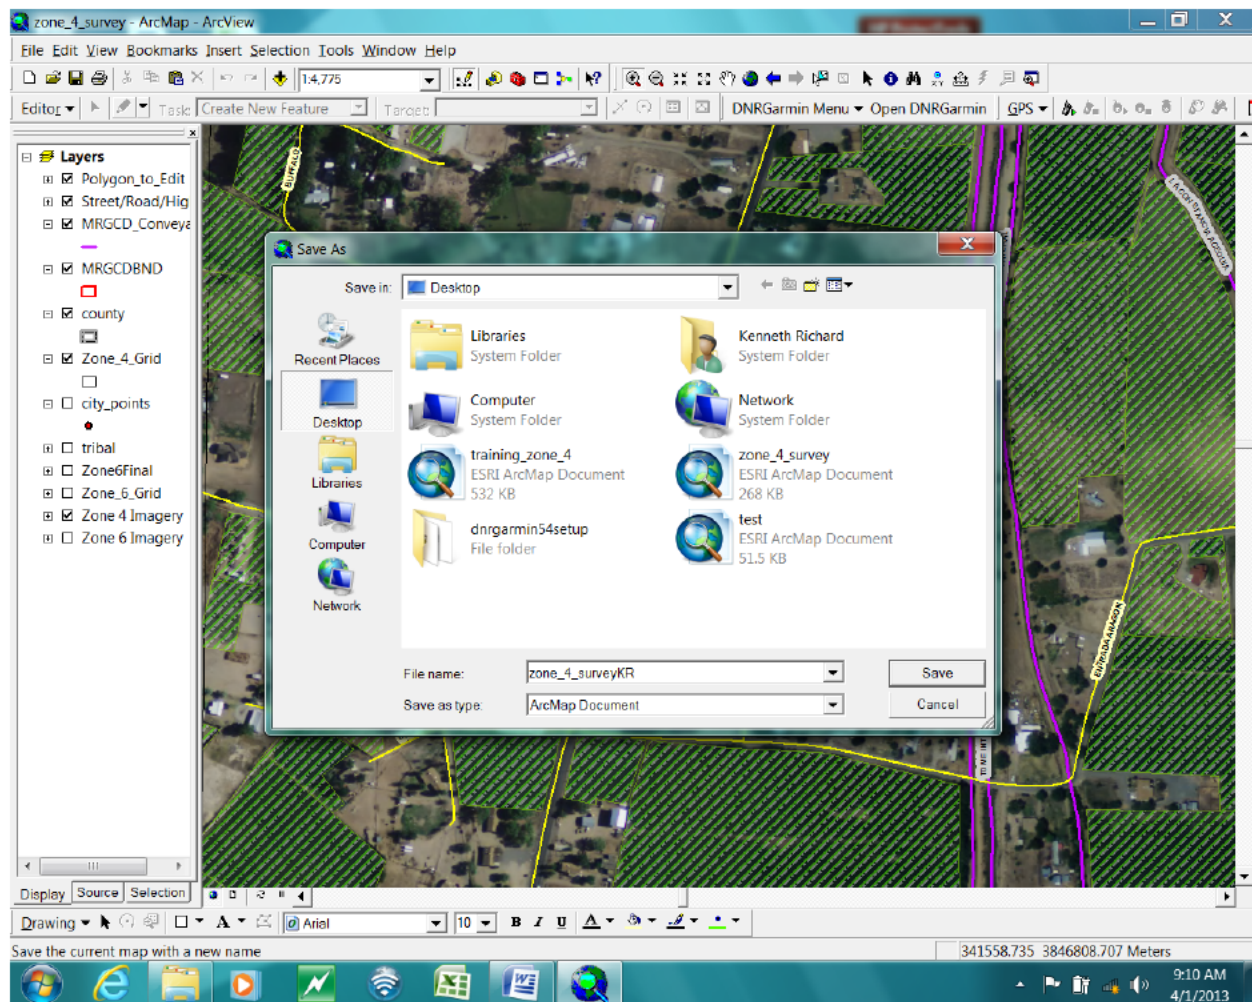 zone_4_survey - ArcMap - ArcView
File Edit View Bookmarks Insert Selection Tools Window Help
1:4,775
Editor Task: Create New Feature Target: DNRGarmin Menu Open DNRGarmin GPS
Layers
Polygon_to_Edit
Street/Road/Hig
MRGCD_Conveya
MRGCDBND
county
Zone_4_Grid
city_points
tribal
Zone6Final
Zone_6_Grid
Zone 4 Imagery
Zone 6 Imagery
BUFFALO
Save As
Save in: Desktop
Recent Places
Desktop
Libraries
Computer
Network
Libraries
System Folder
Kenneth Richard
System Folder
Computer
System Folder
Network
System Folder
training_zone_4
ESRI ArcMap Document
532 KB
zone_4_survey
ESRI ArcMap Document
268 KB
dnrgarmin54setup
File folder
test
ESRI ArcMap Document
51.5 KB
File name: zone_4_surveyKR Save
Save as type: ArcMap Document Cancel
Display Source Selection
Drawing A Arial 10 B I U A
Save the current map with a new name
341558.735 3846808.707 Meters
9:10 AM
4/1/2013